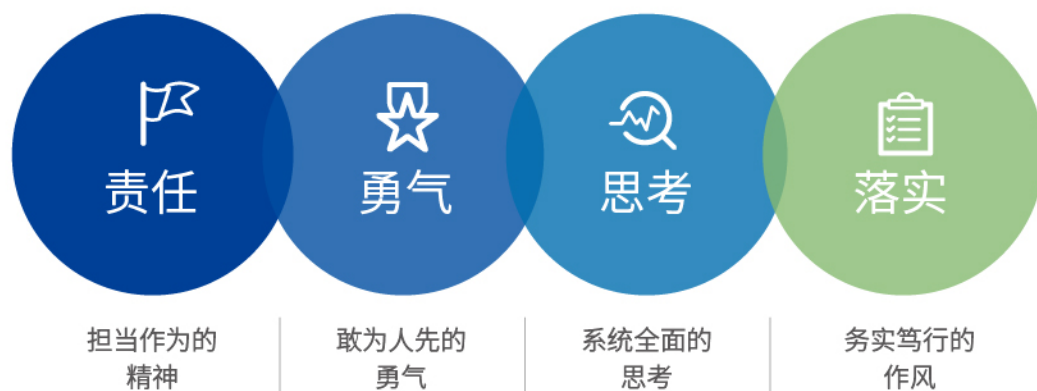 责任
勇气
思考
落实
担当作为的
精神
敢为人先的
勇气
系统全面的
思考
务实笃行的
作风